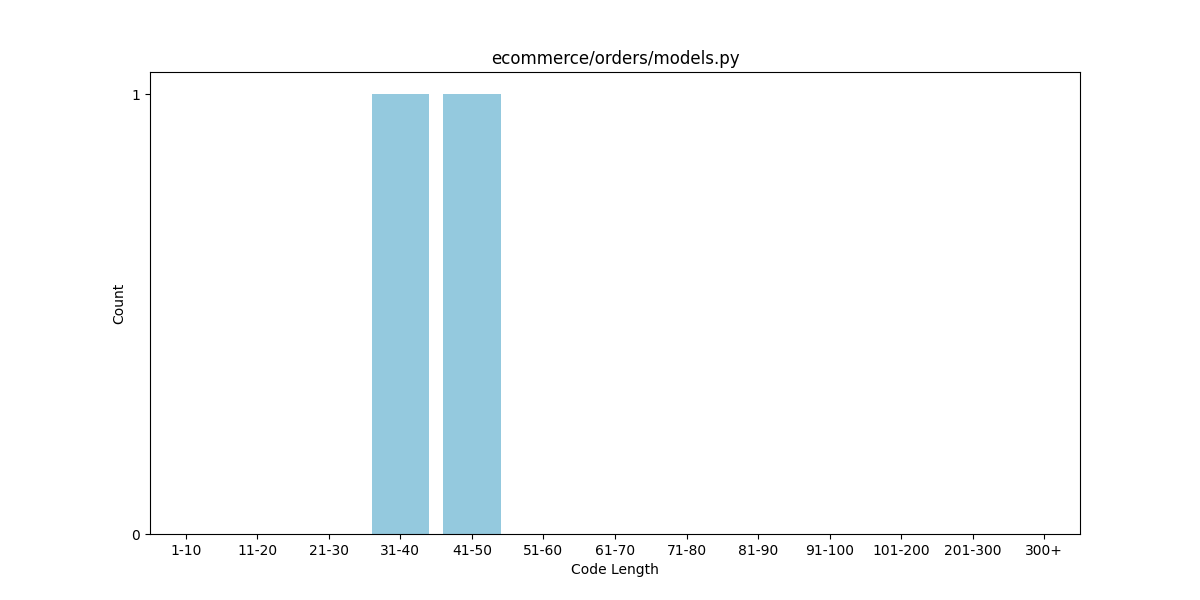 ecommerce/orders/models.py
Count
1
0
1-10 11-20 21-30 31-40 41-50 51-60 61-70 71-80 81-90 91-100 101-200 201-300 300+
Code Length